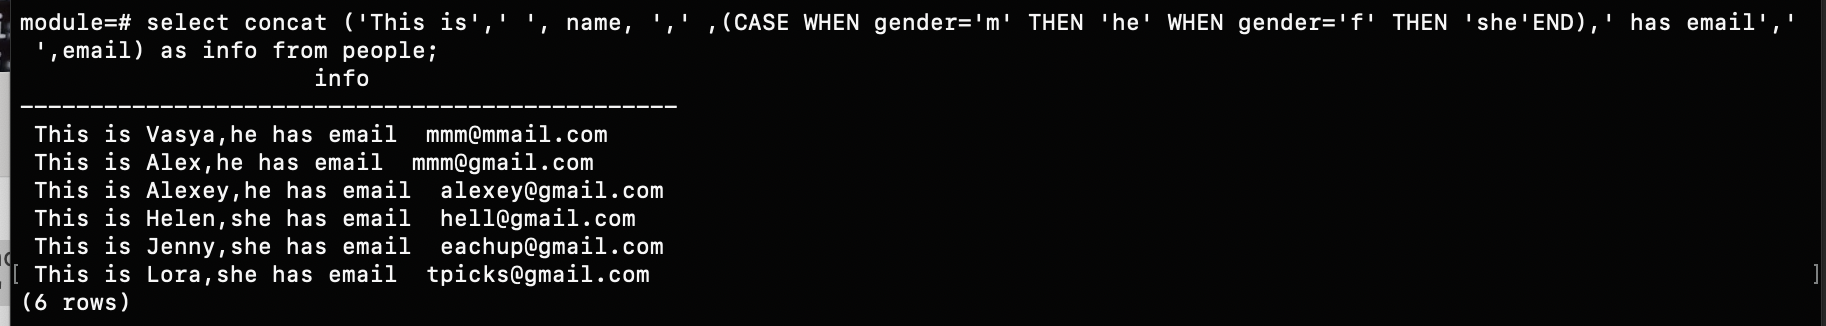 module=# select concat ('This is',' ', name, ',' ,(CASE WHEN gender='m' THEN 'he' WHEN gender='f' THEN 'she'END),' has email','
 ',email) as info from people;
info
-----------------------------------------------
This is Vasya,he has email  mmm@mmail.com
This is Alex,he has email  mmm@gmail.com
This is Alexey,he has email  alexey@gmail.com
This is Helen,she has email  hell@gmail.com
This is Jenny,she has email  eachup@gmail.com
[ This is Lora,she has email  tpicks@gmail.com ]
(6 rows)